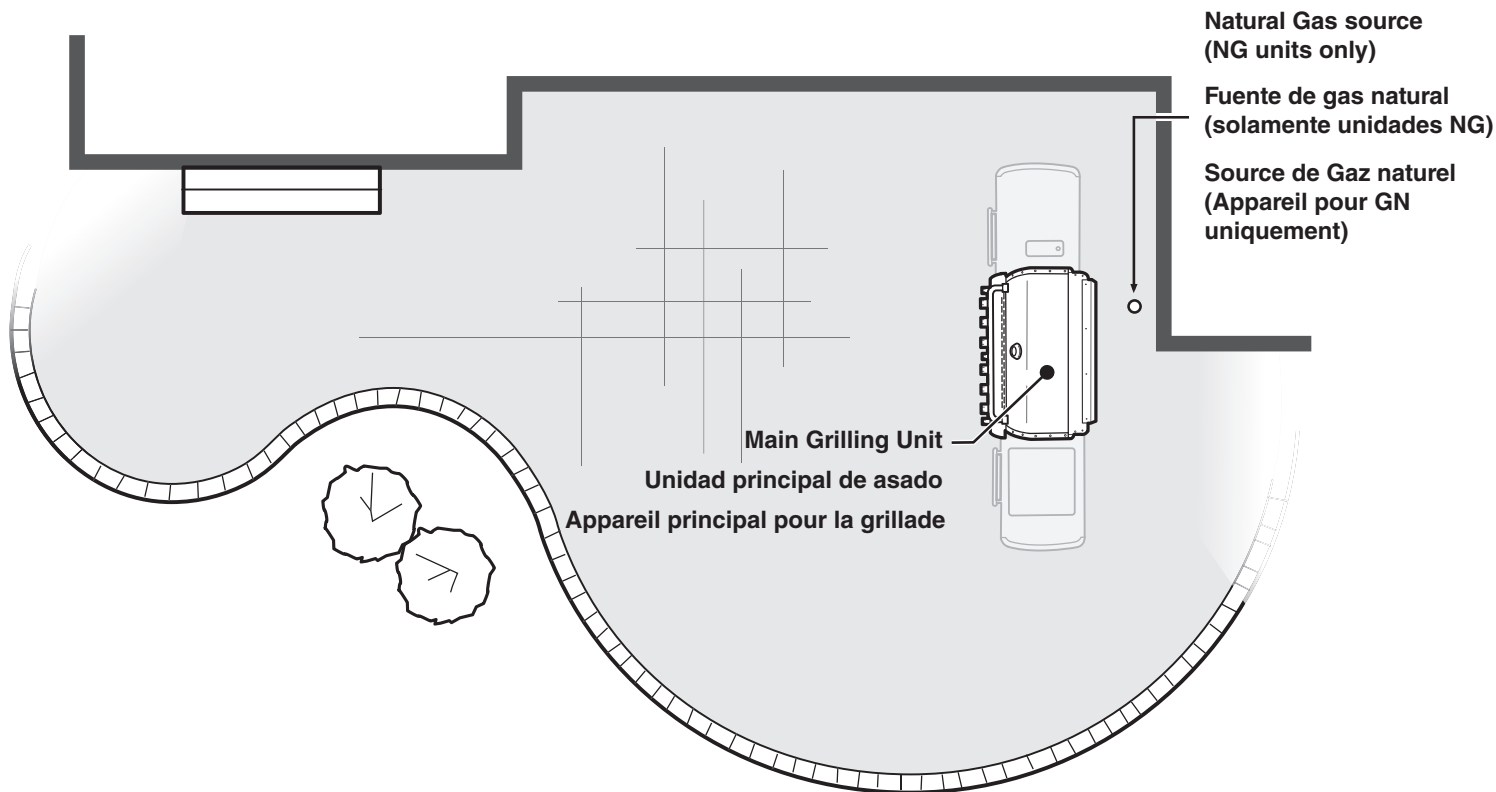 Natural Gas source
(NG units only)
Fuente de gas natural
(solamente unidades NG)
Source de Gaz naturel
(Appareil pour GN
uniquement)
Main Grilling Unit
Unidad principal de asado
Appareil principal pour la grillade